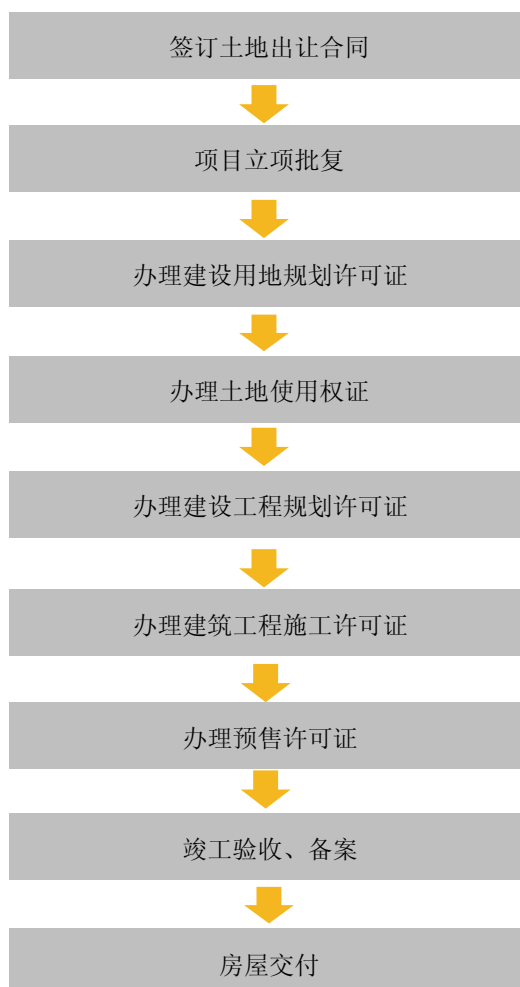 签订土地出让合同
项目立项批复
办理建设用地规划许可证
办理土地使用权证
办理建设工程规划许可证
办理建筑工程施工许可证
办理预售许可证
竣工验收、备案
房屋交付